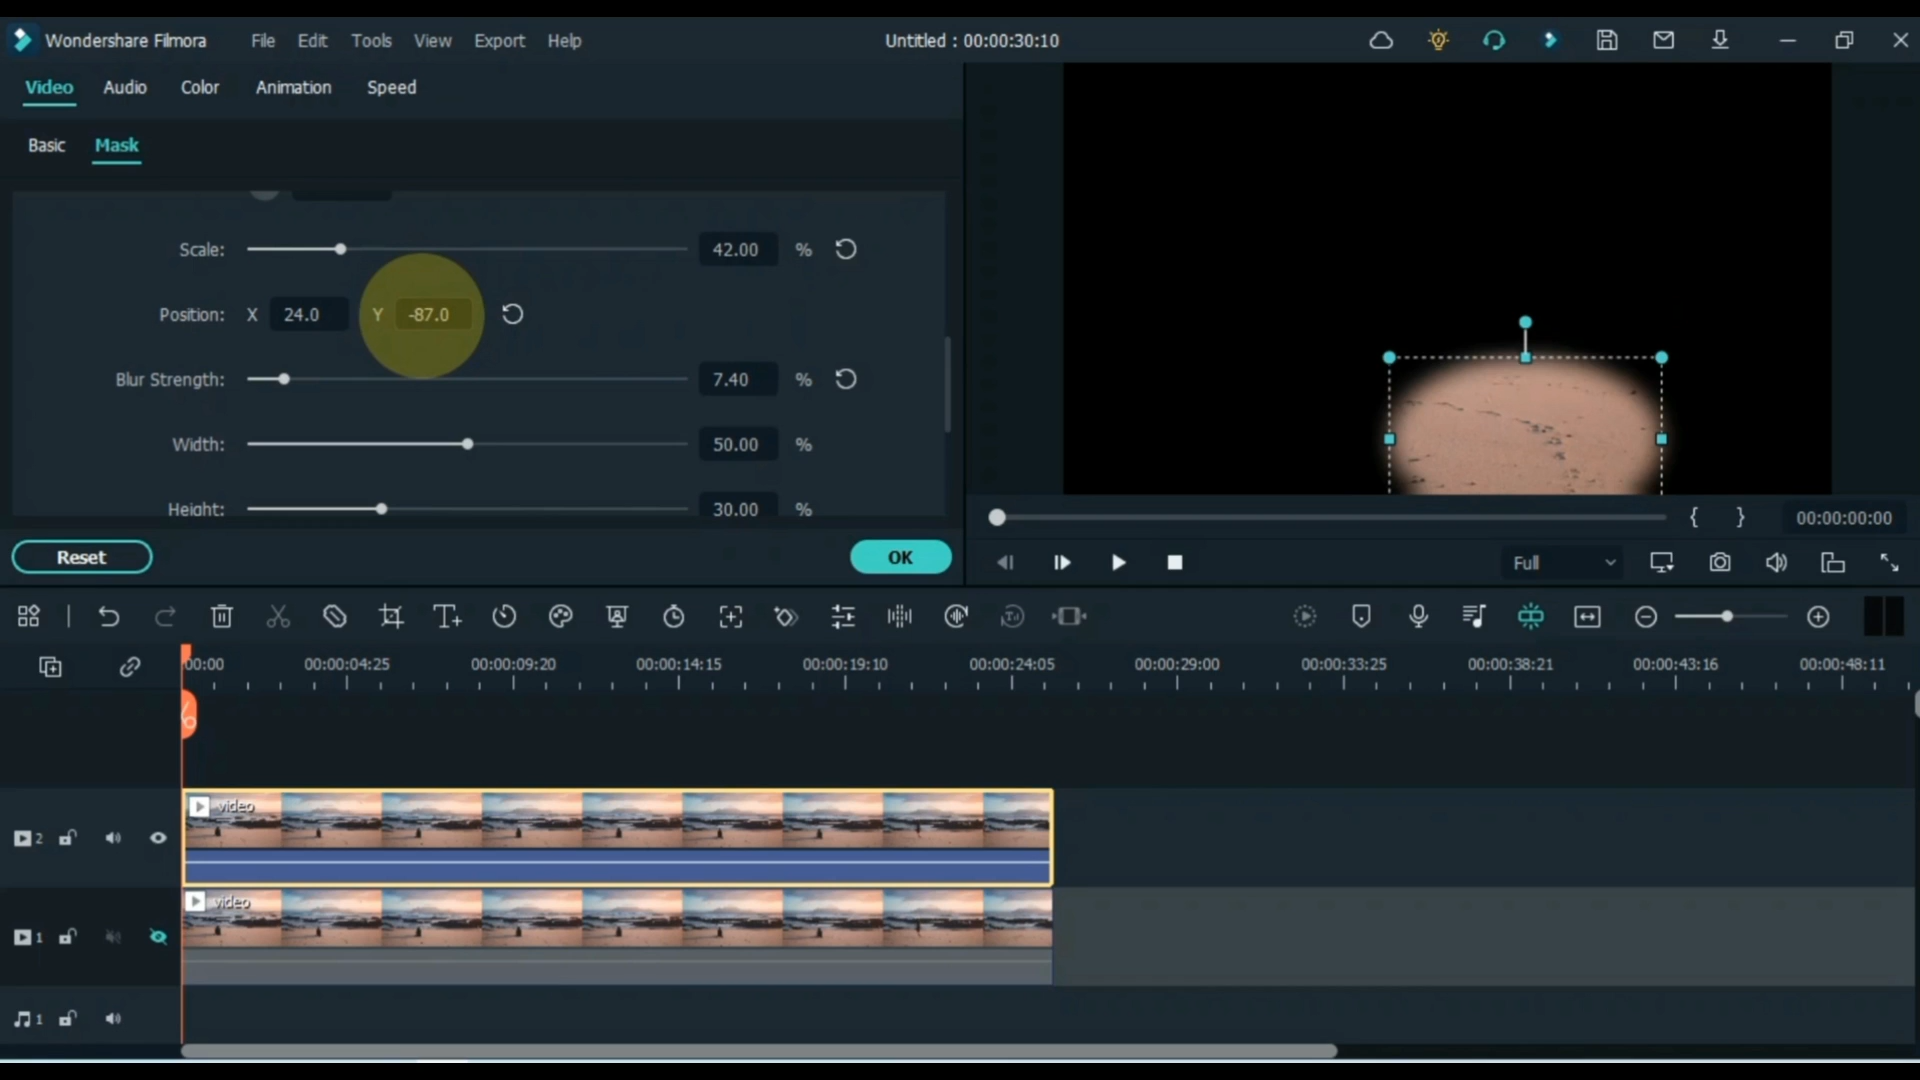 Wondershare Filmora File Edit Tools View Export Help Untitled : 00:00:30:10
Video Audio Color Animation Speed
Basic Mask
Scale: 42.00 %
Position: X 24.0 Y -87.0
Blur Strength: 7.40 %
Width: 50.00 %
Height: 30.00 %
{ } 00:00:00:00
Reset OK
Full
00:00 00:00:04:25 00:00:09:20 00:00:14:15 00:00:19:10 00:00:24:05 00:00:29:00 00:00:33:25 00:00:38:21 00:00:43:16 00:00:48:11
video
2
video
1
1